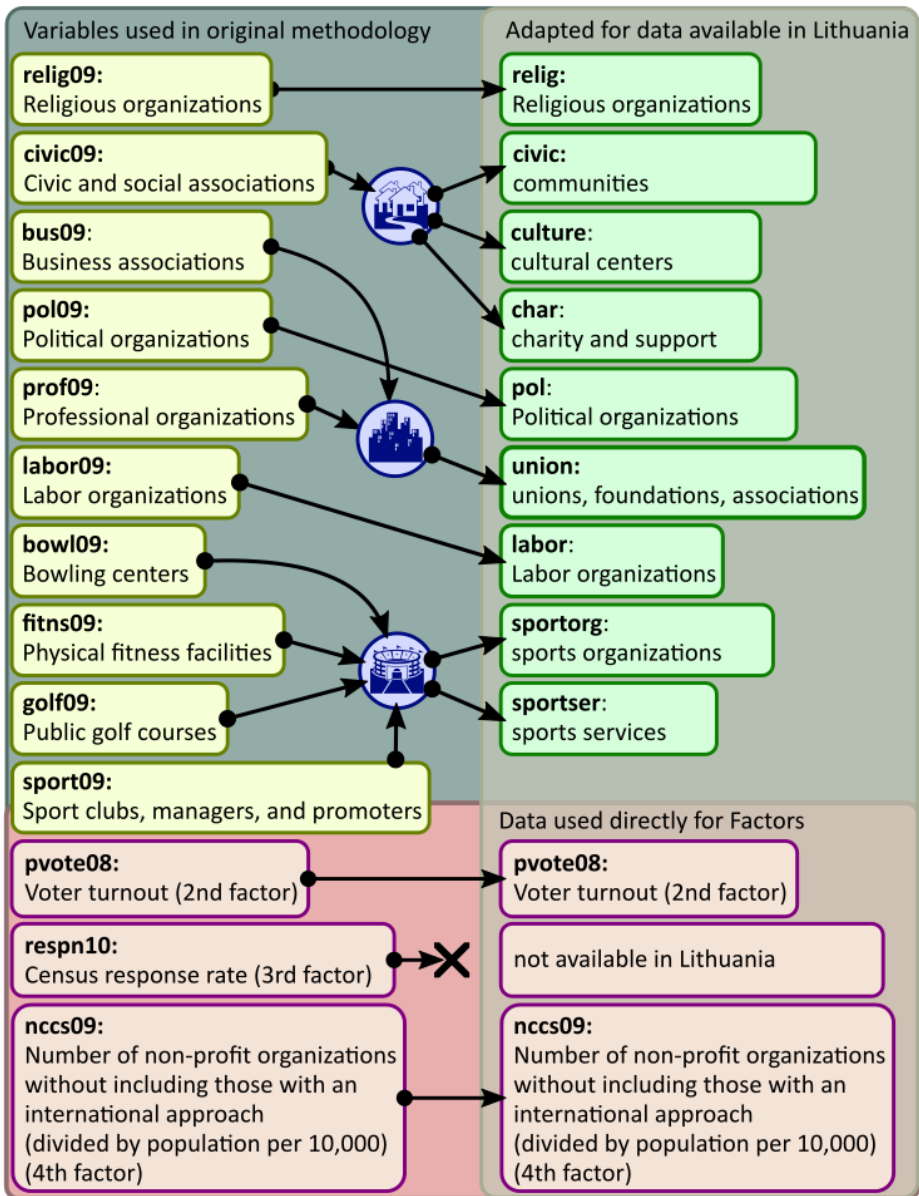 Variables used in original methodology
Adapted for data available in Lithuania
relig09:
Religious organizations
relig:
Religious organizations
civic09:
Civic and social associations
civic:
communities
bus09:
Business associations
culture:
cultural centers
pol09:
Political organizations
char:
charity and support
prof09:
Professional organizations
pol:
Political organizations
labor09:
Labor organizations
union:
unions, foundations, associations
bowl09:
Bowling centers
labor:
Labor organizations
fitns09:
Physical fitness facilities
sportorg:
sports organizations
golf09:
Public golf courses
sportser:
sports services
sport09:
Sport clubs, managers, and promoters
Data used directly for Factors
pvote08:
Voter turnout (2nd factor)
pvote08:
Voter turnout (2nd factor)
respn10:
Census response rate (3rd factor)
not available in Lithuania
nccs09:
Number of non-profit organizations
without including those with an
international approach
(divided by population per 10,000)
(4th factor)
nccs09:
Number of non-profit organizations
without including those with an
international approach
(divided by population per 10,000)
(4th factor)